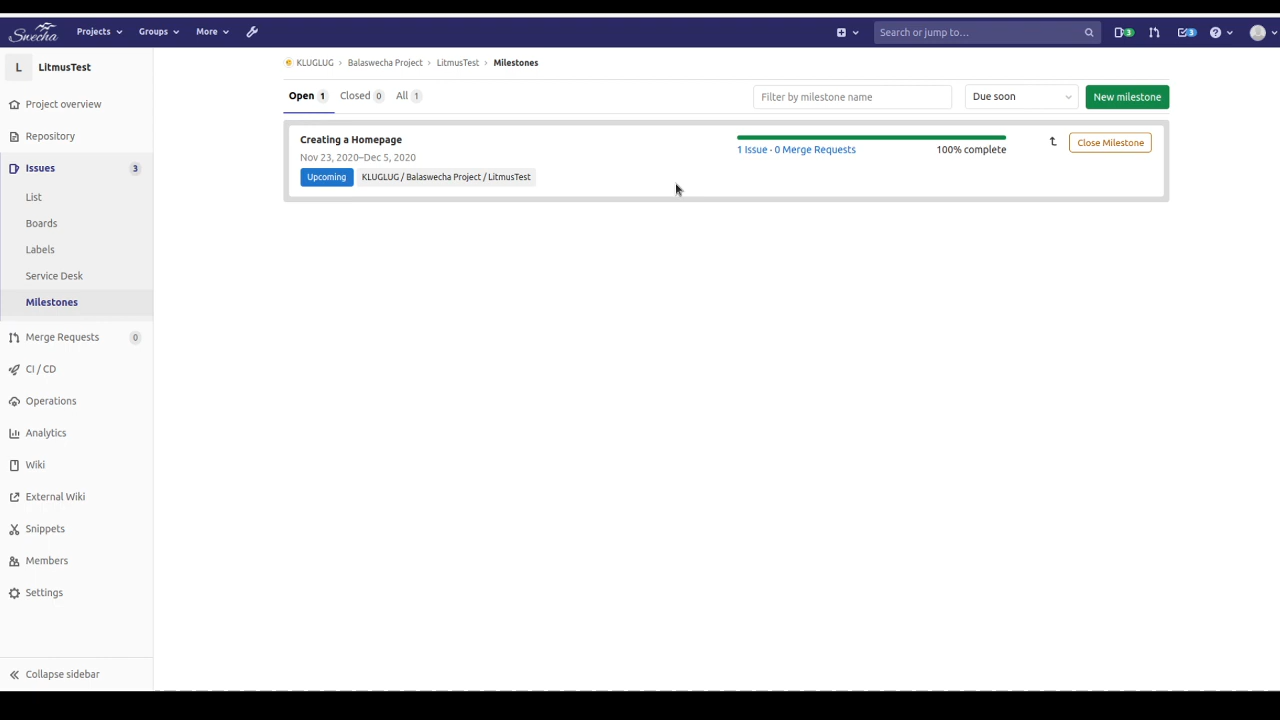 Swecha
Projects
Groups
More
Search or jump to...
3
3
L
LitmusTest
Project overview
Repository
Issues
3
List
Boards
Labels
Service Desk
Milestones
Merge Requests
0
CI / CD
Operations
Analytics
Wiki
External Wiki
Snippets
Members
Settings
Collapse sidebar
KLUGLUG › Balaswecha Project › LitmusTest › Milestones
Open 1 Closed 0 All 1
Filter by milestone name
Due soon
New milestone
Creating a Homepage
Nov 23, 2020–Dec 5, 2020
Upcoming
KLUGLUG / Balaswecha Project / LitmusTest
1 Issue · 0 Merge Requests
100% complete
Close Milestone